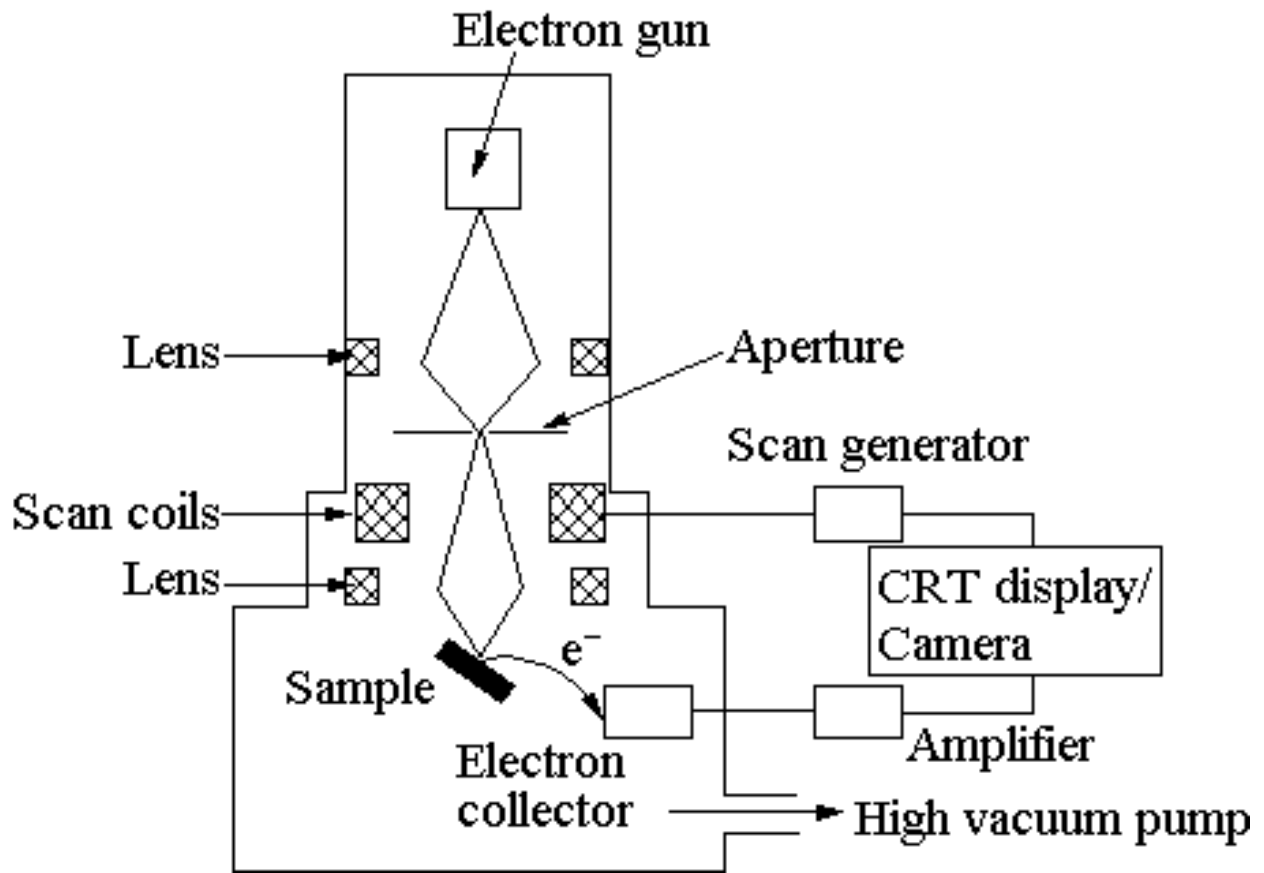 Electron gun
Lens
Aperture
Scan generator
Scan coils
Lens
CRT display/
Camera
e⁻
Sample
Electron
collector
Amplifier
High vacuum pump